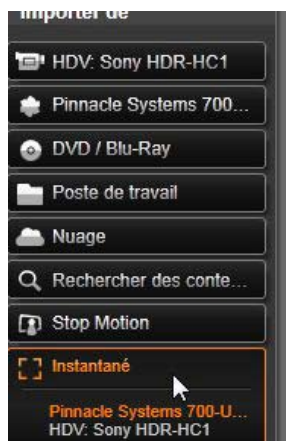 Importer de
HDV: Sony HDR-HC1
Pinnacle Systems 700...
DVD / Blu-Ray
Poste de travail
Nuage
Rechercher des conte...
Stop Motion
Instantané
Pinnacle Systems 700-U...
HDV: Sony HDR-HC1